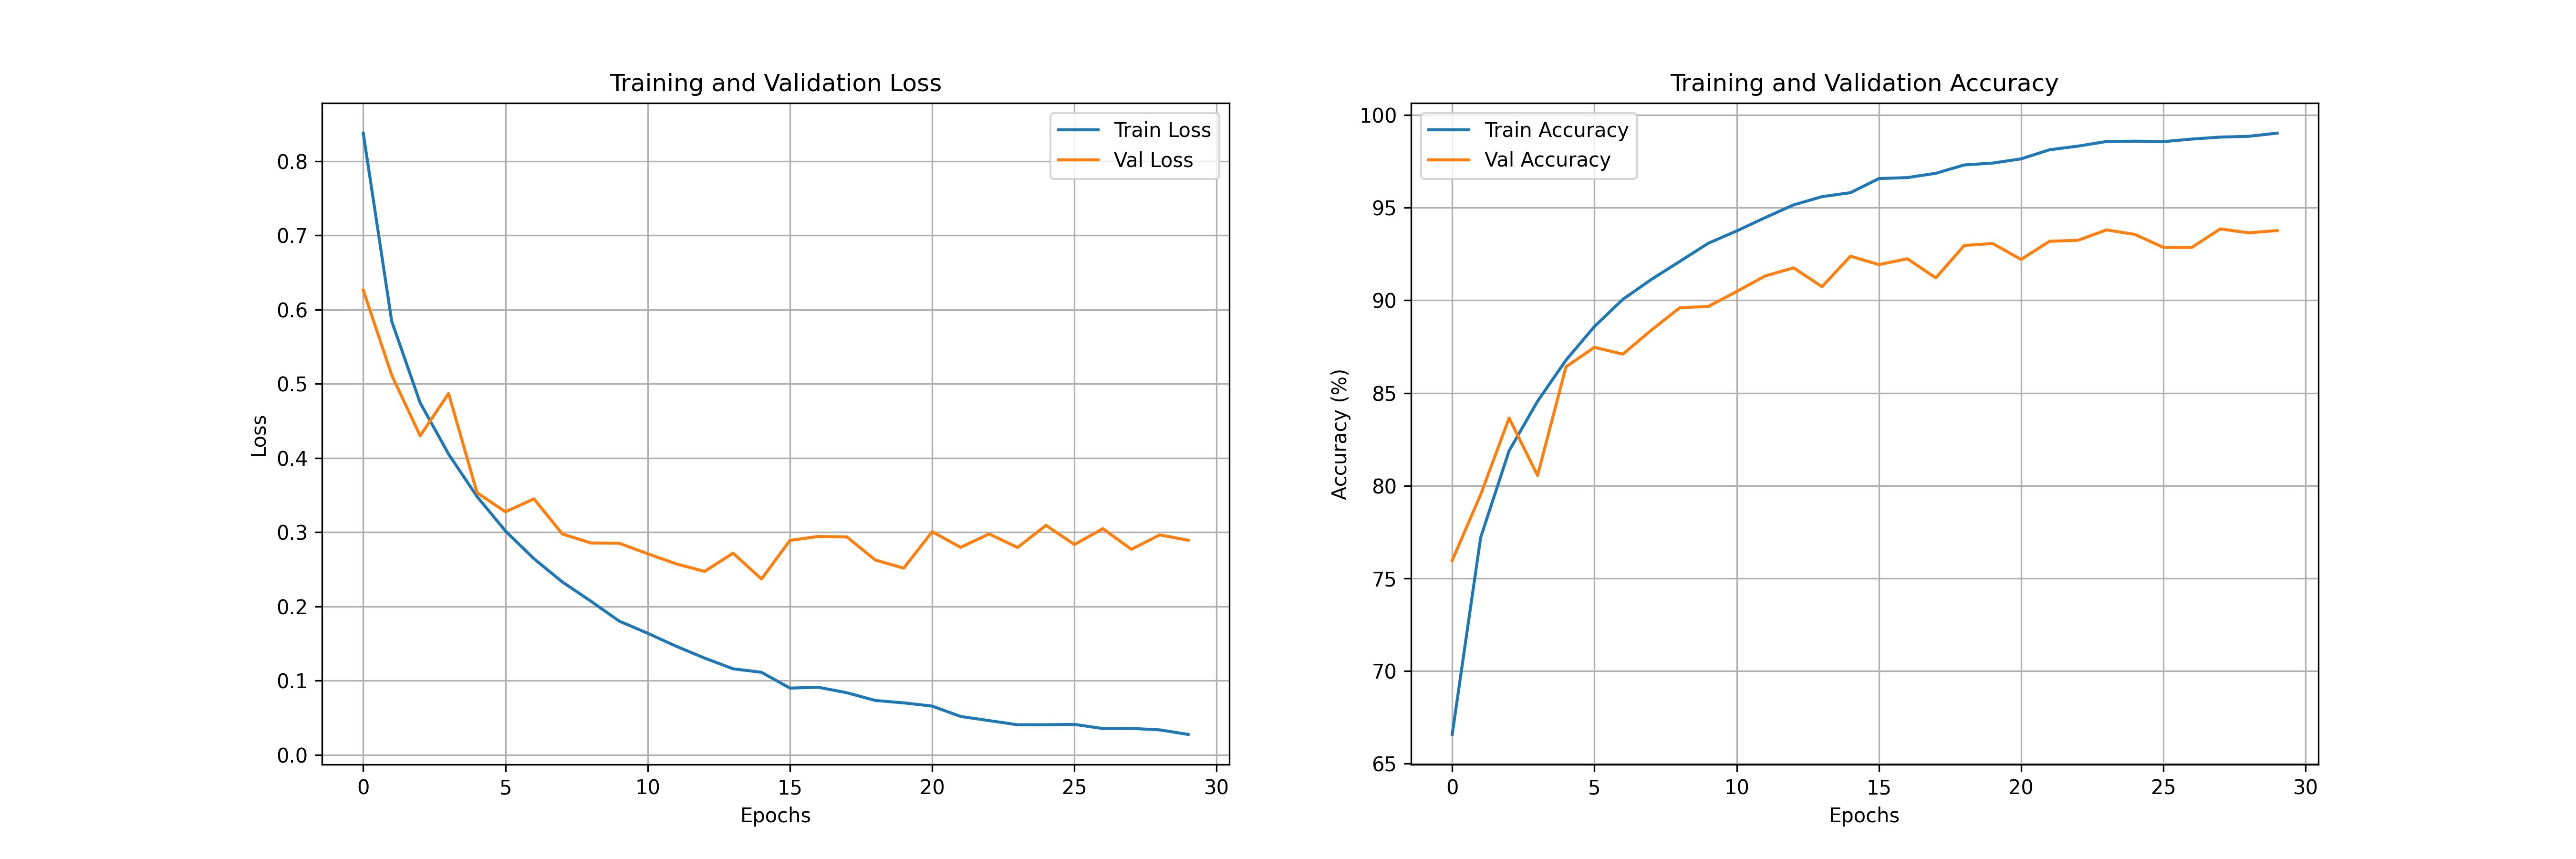 Training and Validation Loss
Train Loss
Val Loss
0.8
0.7
0.6
0.5
0.4
0.3
0.2
0.1
0.0
Loss
0 5 10 15 20 25 30
Epochs
Training and Validation Accuracy
Train Accuracy
Val Accuracy
100
95
90
85
80
75
70
65
Accuracy (%)
0 5 10 15 20 25 30
Epochs